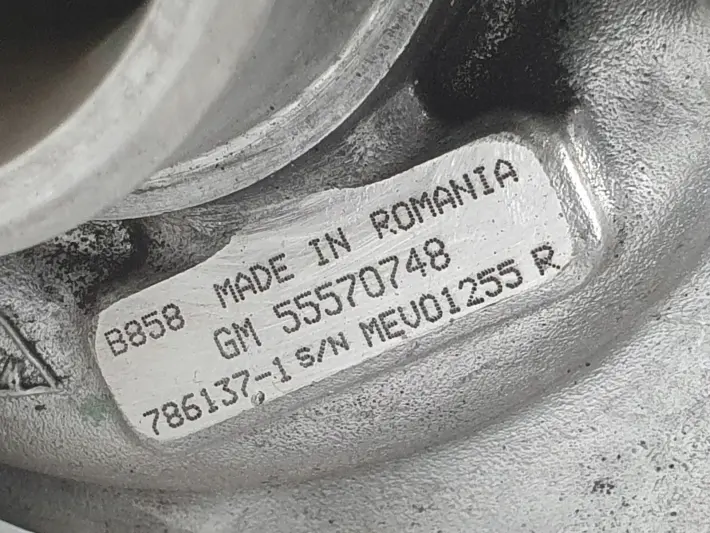 B858 MADE IN ROMANIA
GM 55570748
786137-1 S/N MEV01255 R